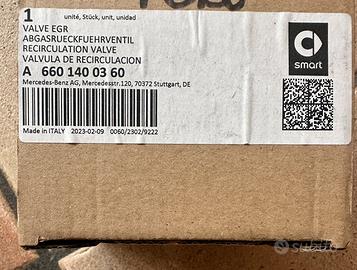 1 unité, Stück, unit, unidad
VALVE EGR
ABGASRUECKFUEHRVENTIL
RECIRCULATION VALVE
VALVULA DE RECIRCULACION
A 660 140 03 60
Mercedes-Benz AG, Mercedesstr.120, 70372 Stuttgart, DE
smart
Made in ITALY 2023-02-09 0060/2302/9222
subito